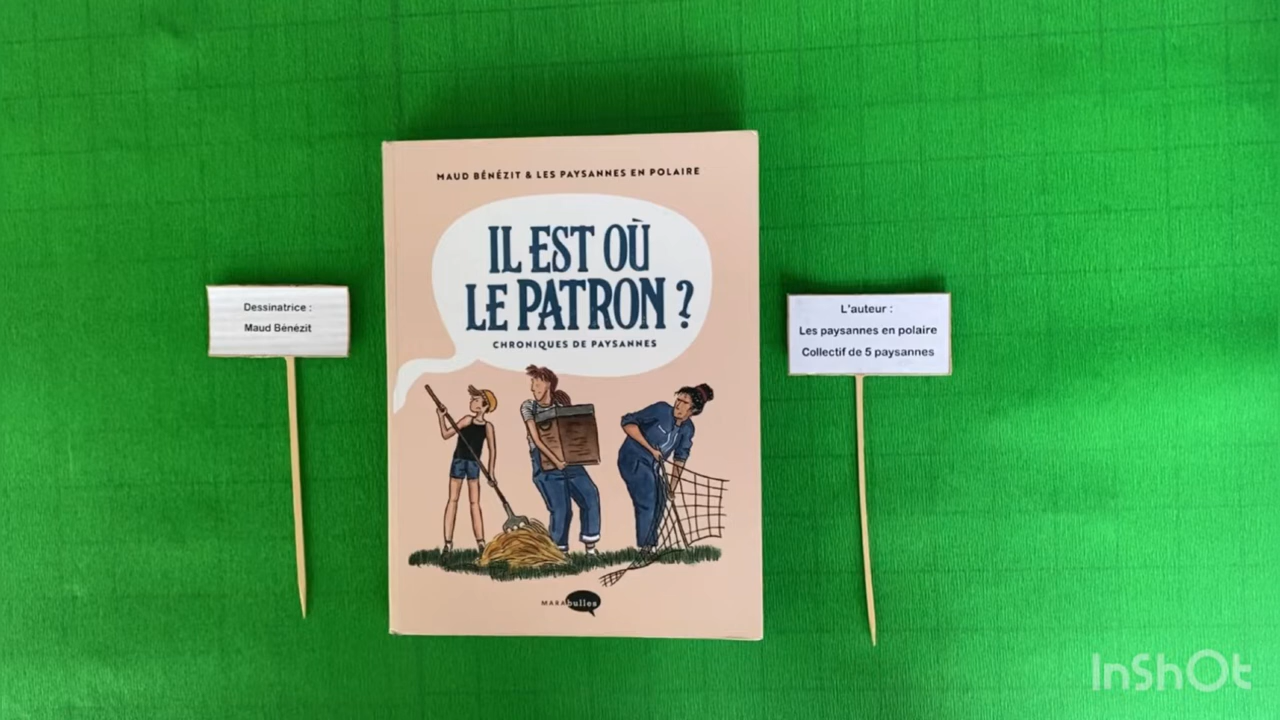 MAUD BÉNÉZIT & LES PAYSANNES EN POLAIRE
IL EST OÙ
LE PATRON ?
CHRONIQUES DE PAYSANNES
MARAbulles
Dessinatrice :
Maud Bénézit
L'auteur :
Les paysannes en polaire
Collectif de 5 paysannes
InShOt